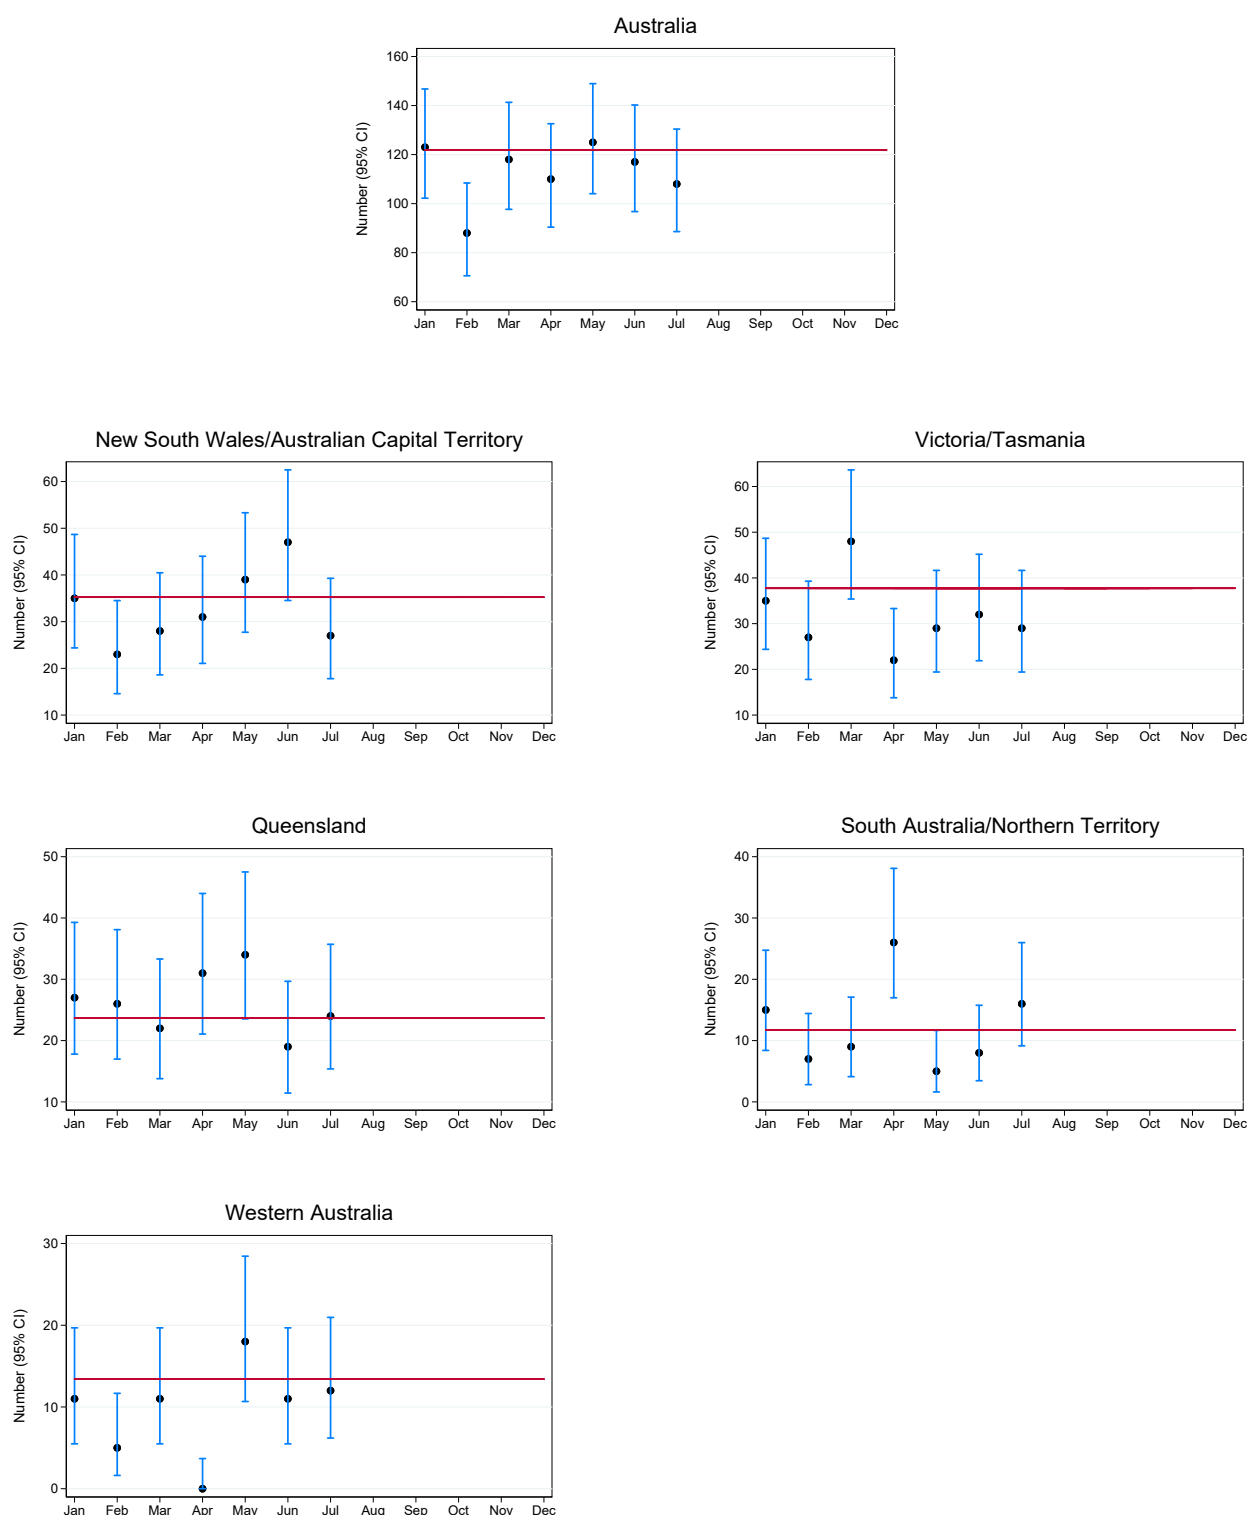 Australia
Number (95% CI)
160
140
120
100
80
60
Jan Feb Mar Apr May Jun Jul Aug Sep Oct Nov Dec
New South Wales/Australian Capital Territory
Number (95% CI)
60
50
40
30
20
10
Jan Feb Mar Apr May Jun Jul Aug Sep Oct Nov Dec
Victoria/Tasmania
Number (95% CI)
60
50
40
30
20
10
Jan Feb Mar Apr May Jun Jul Aug Sep Oct Nov Dec
Queensland
Number (95% CI)
50
40
30
20
10
Jan Feb Mar Apr May Jun Jul Aug Sep Oct Nov Dec
South Australia/Northern Territory
Number (95% CI)
40
30
20
10
0
Jan Feb Mar Apr May Jun Jul Aug Sep Oct Nov Dec
Western Australia
Number (95% CI)
30
20
10
0
Jan Feb Mar Apr May Jun Jul Aug Sep Oct Nov Dec